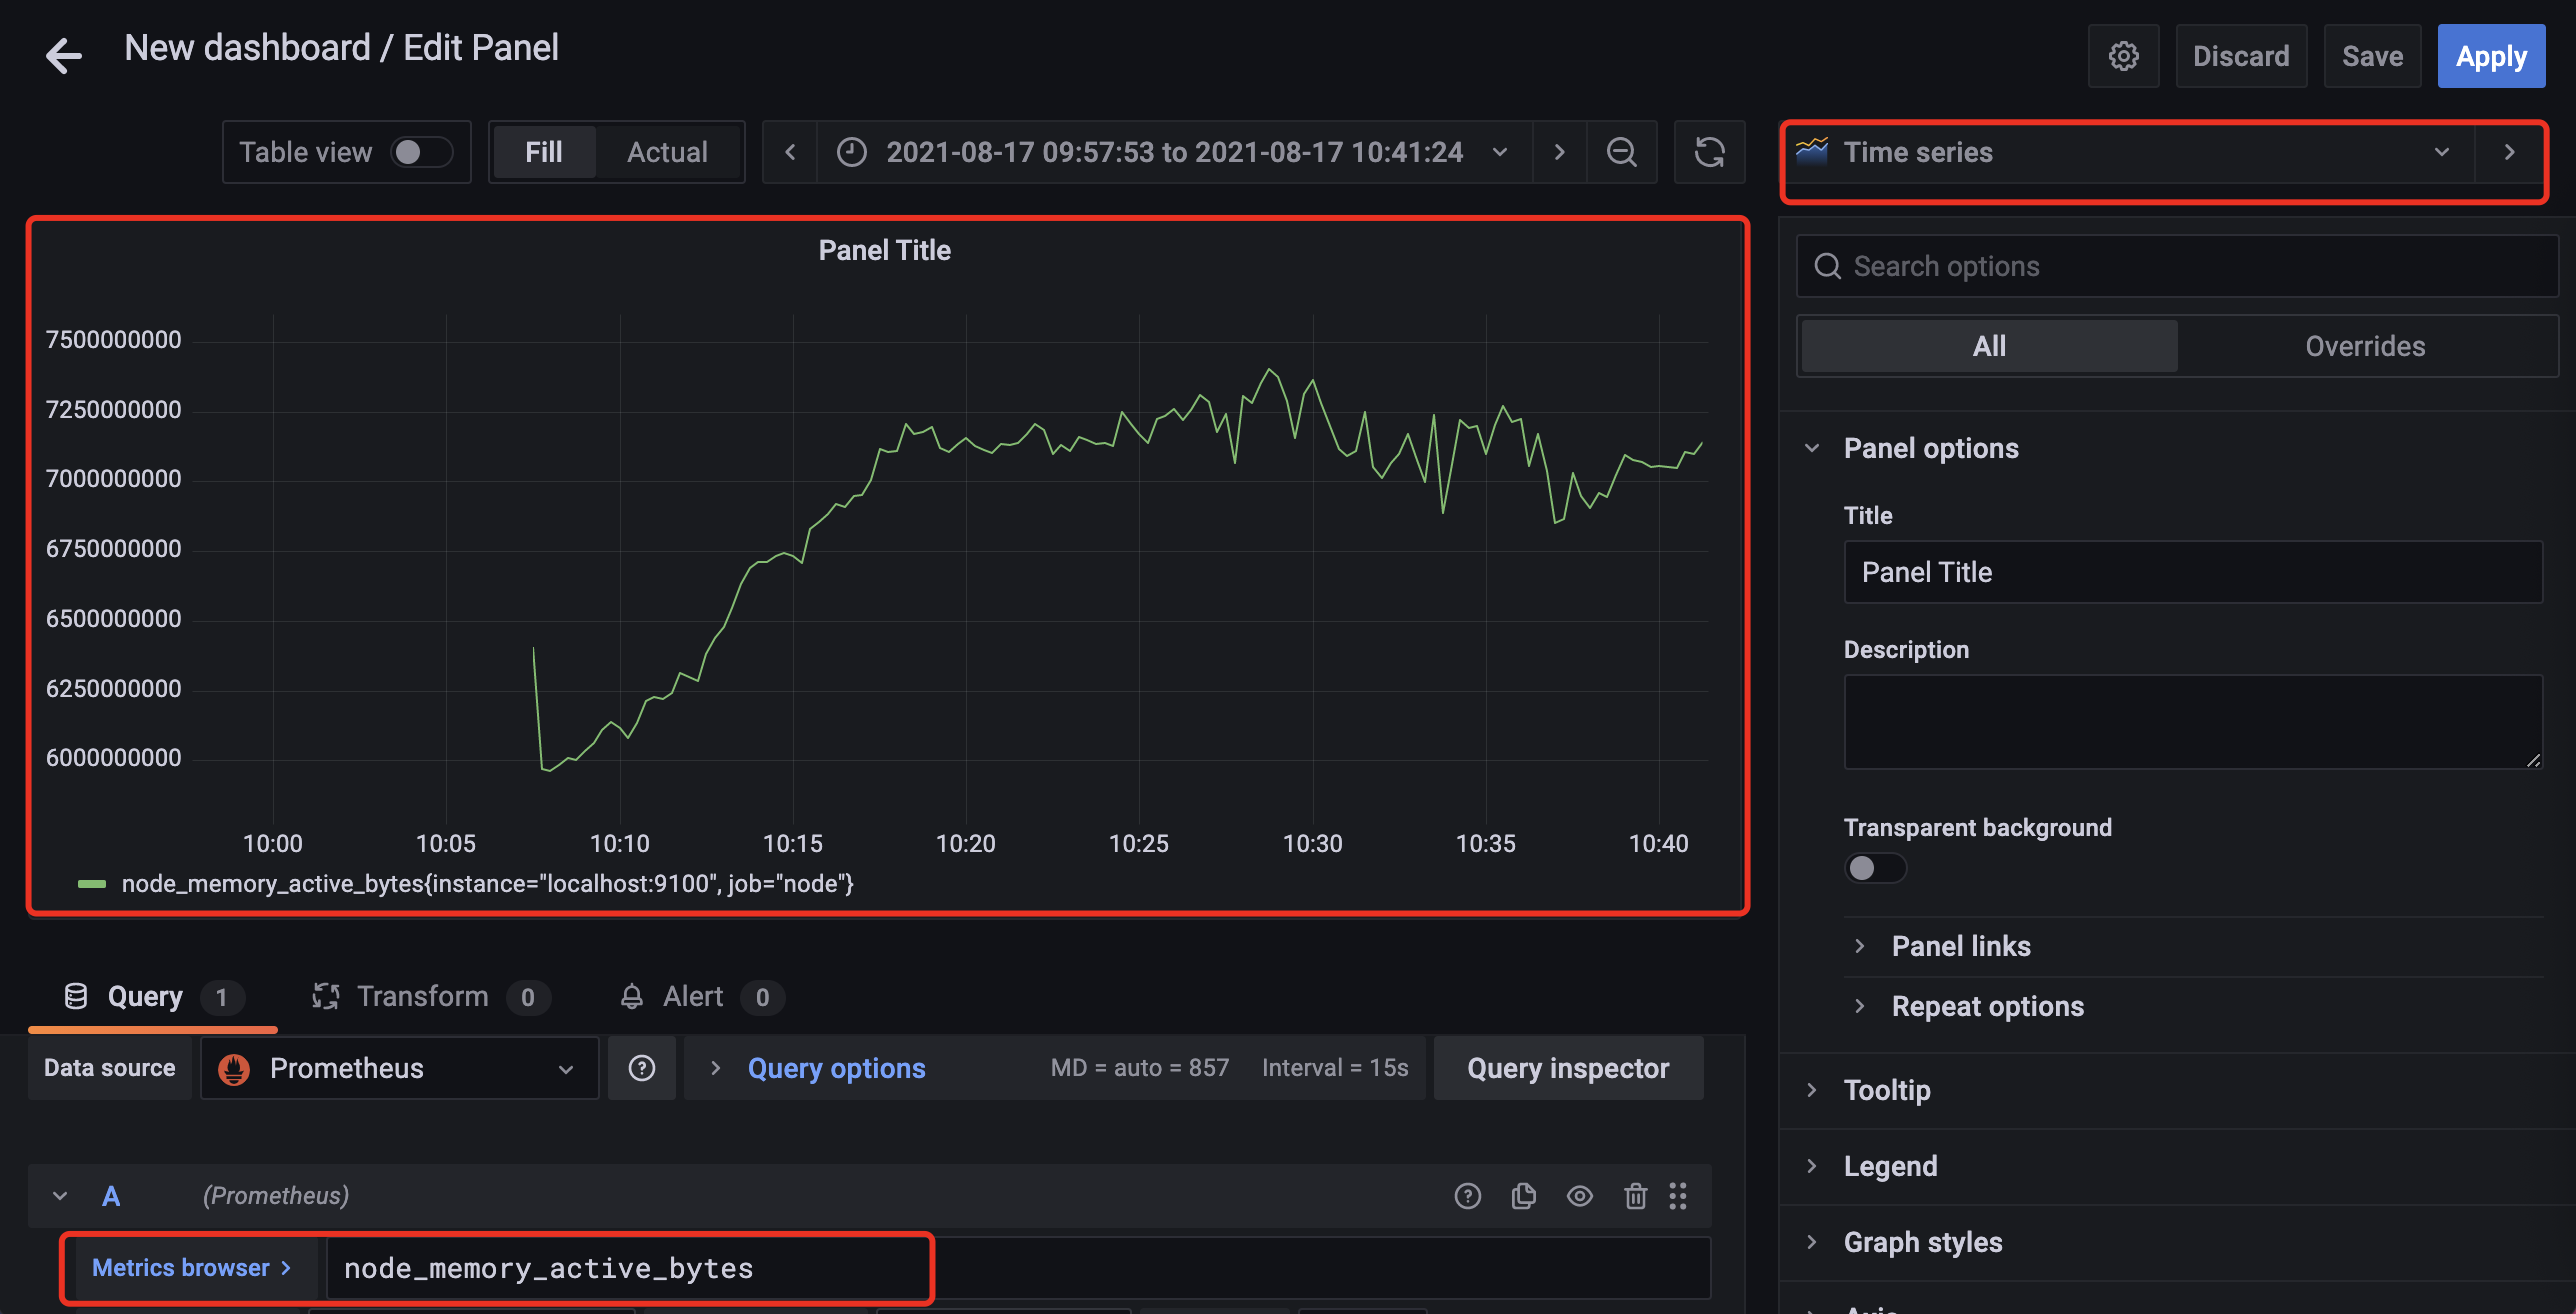 New dashboard / Edit Panel
Discard
Save
Apply
Table view
Fill
Actual
2021-08-17 09:57:53 to 2021-08-17 10:41:24
Time series
Panel Title
7500000000
7250000000
7000000000
6750000000
6500000000
6250000000
6000000000
10:00
10:05
10:10
10:15
10:20
10:25
10:30
10:35
10:40
node_memory_active_bytes{instance="localhost:9100", job="node"}
Query
1
Transform
0
Alert
0
Data source
Prometheus
Query options
MD = auto = 857
Interval = 15s
Query inspector
A
(Prometheus)
Metrics browser
node_memory_active_bytes
Search options
All
Overrides
Panel options
Title
Panel Title
Description
Transparent background
Panel links
Repeat options
Tooltip
Legend
Graph styles